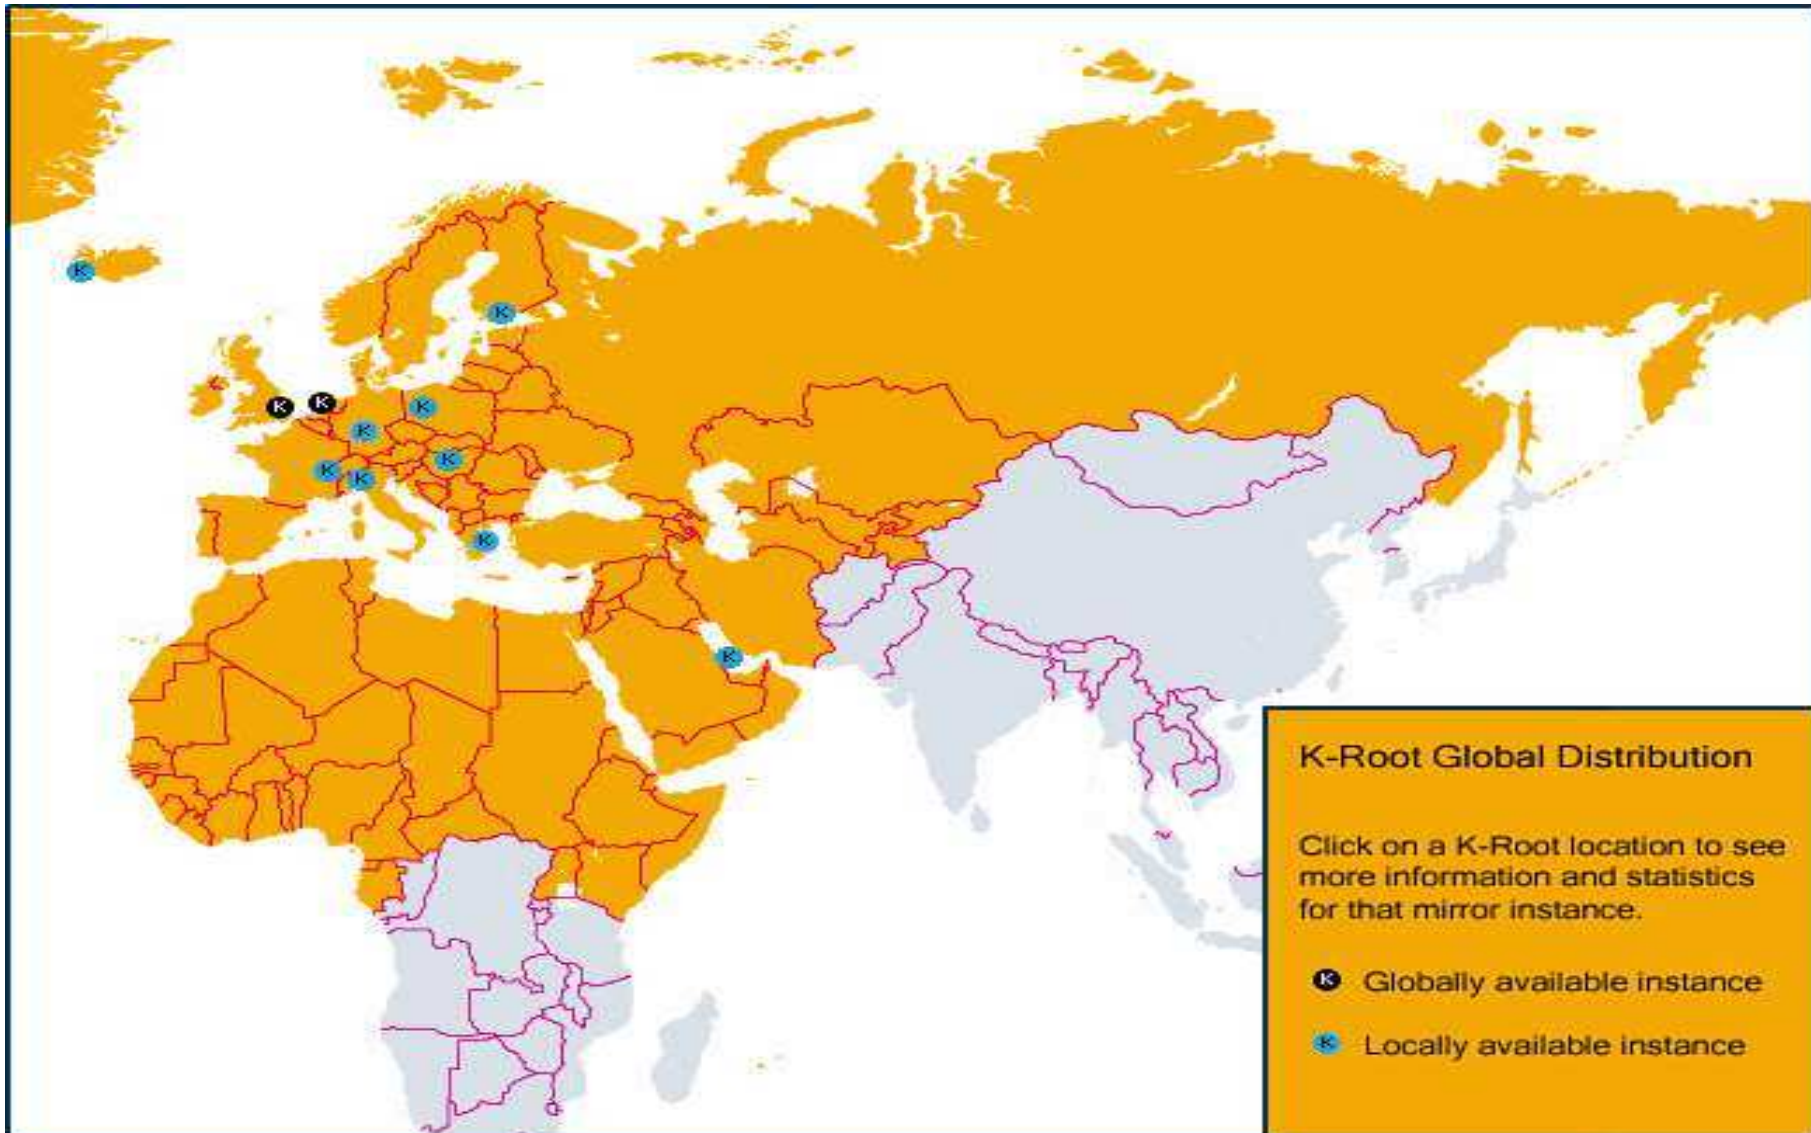 K
K
K
K
K
K
K
K
K
K
K
K-Root Global Distribution
Click on a K-Root location to see
more information and statistics
for that mirror instance.
K Globally available instance
K Locally available instance